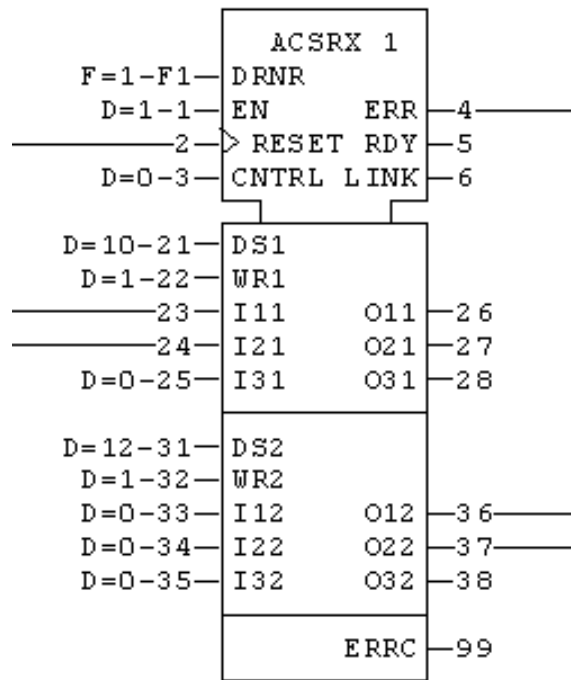 ACSRX 1
F=1-F1 DRNR
D=1-1 EN ERR 4
2 RESET RDY 5
D=0-3 CNTRL LINK 6
D=10-21 DS1
D=1-22 WR1
23 I11 O11 26
24 I21 O21 27
D=0-25 I31 O31 28
D=12-31 DS2
D=1-32 WR2
D=0-33 I12 O12 36
D=0-34 I22 O22 37
D=0-35 I32 O32 38
ERRC 99